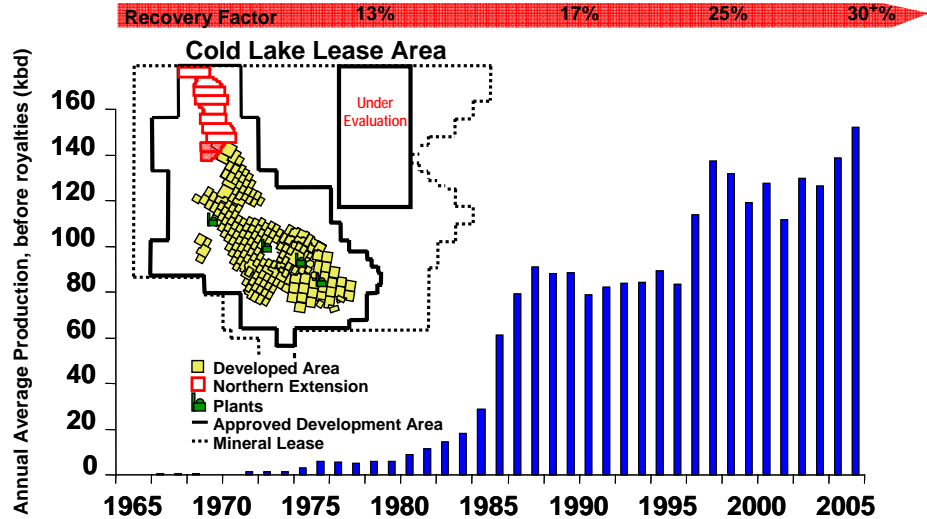 Recovery Factor 13% 17% 25% 30+%
Cold Lake Lease Area
Annual Average Production, before royalties (kbd)
160
140
120
100
80
60
40
20
0
Under
Evaluation
Developed Area
Northern Extension
Plants
Approved Development Area
Mineral Lease
1965 1970 1975 1980 1985 1990 1995 2000 2005